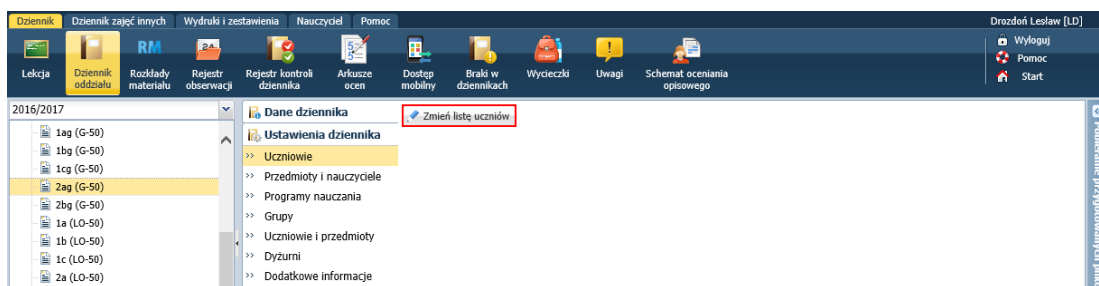 Dziennik Dziennik zajęć innych Wydruki i zestawienia Nauczyciel Pomoc Drozdoń Lesław [LD]
RM
Lekcja Dziennik oddziału Rozkłady materiału Rejestr obserwacji Rejestr kontroli dziennika Arkusze ocen Dostęp mobilny Braki w dziennikach Wycieczki Uwagi Schemat oceniania opisowego
Wyloguj
Pomoc
Start
2016/2017
1ag (G-50)
1bg (G-50)
1cg (G-50)
2ag (G-50)
2bg (G-50)
1a (LO-50)
1b (LO-50)
1c (LO-50)
2a (LO-50)
Dane dziennika
Ustawienia dziennika
>> Uczniowie
>> Przedmioty i nauczyciele
>> Programy nauczania
>> Grupy
>> Uczniowie i przedmioty
>> Dyżurni
>> Dodatkowe informacje
Zmień listę uczniów